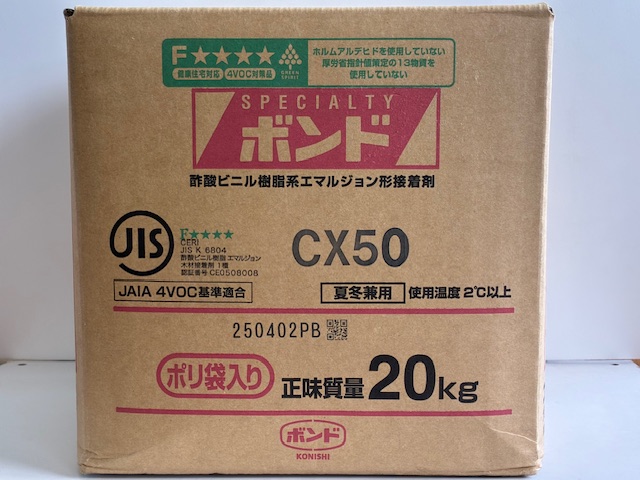 F★★★★
健康住宅対応 4VOC対策品
GREEN SPIRIT
ホルムアルデヒドを使用していない
厚労省指針値策定の13物質を
使用していない
SPECIALTY
ボンド
酢酸ビニル樹脂系エマルジョン形接着剤
JIS
F★★★★
CERI
JIS K 6804
酢酸ビニル樹脂 エマルジョン
木材接着剤 1種
認証番号 CE0508008
CX50
JAIA 4VOC基準適合
夏冬兼用 使用温度 2℃以上
250402PB
ポリ袋入り 正味質量 20kg
ボンド
KONISHI